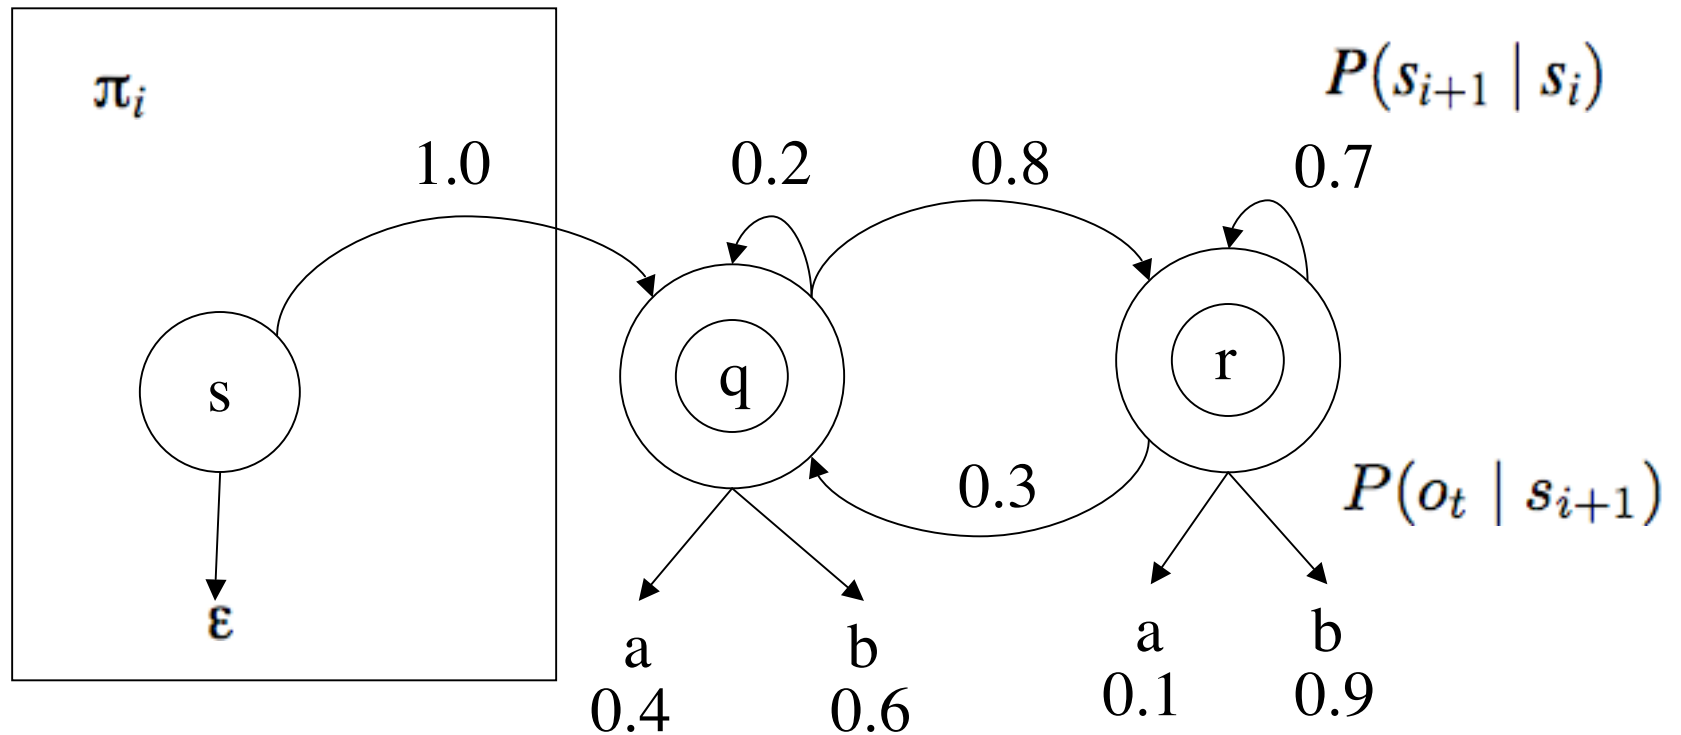 πi
P(si+1 | si)
1.0
0.2
0.8
0.7
s
q
r
0.3
P(ot | si+1)
ε
a
b
a
b
0.4
0.6
0.1
0.9